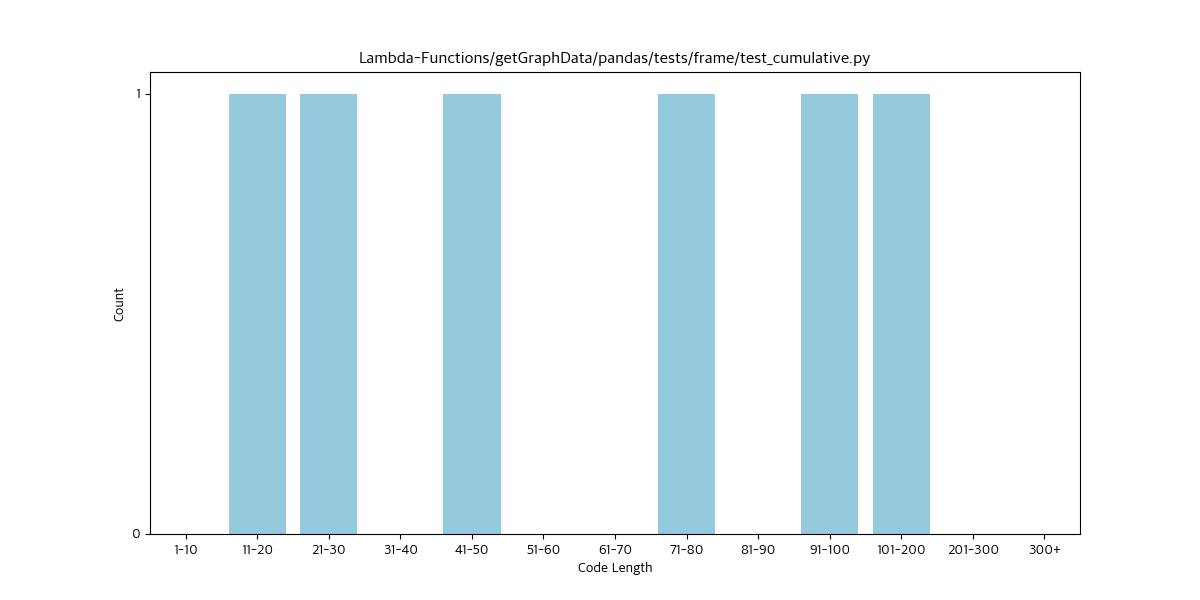 Lambda-Functions/getGraphData/pandas/tests/frame/test_cumulative.py
1
Count
0
1-10 11-20 21-30 31-40 41-50 51-60 61-70 71-80 81-90 91-100 101-200 201-300 300+
Code Length